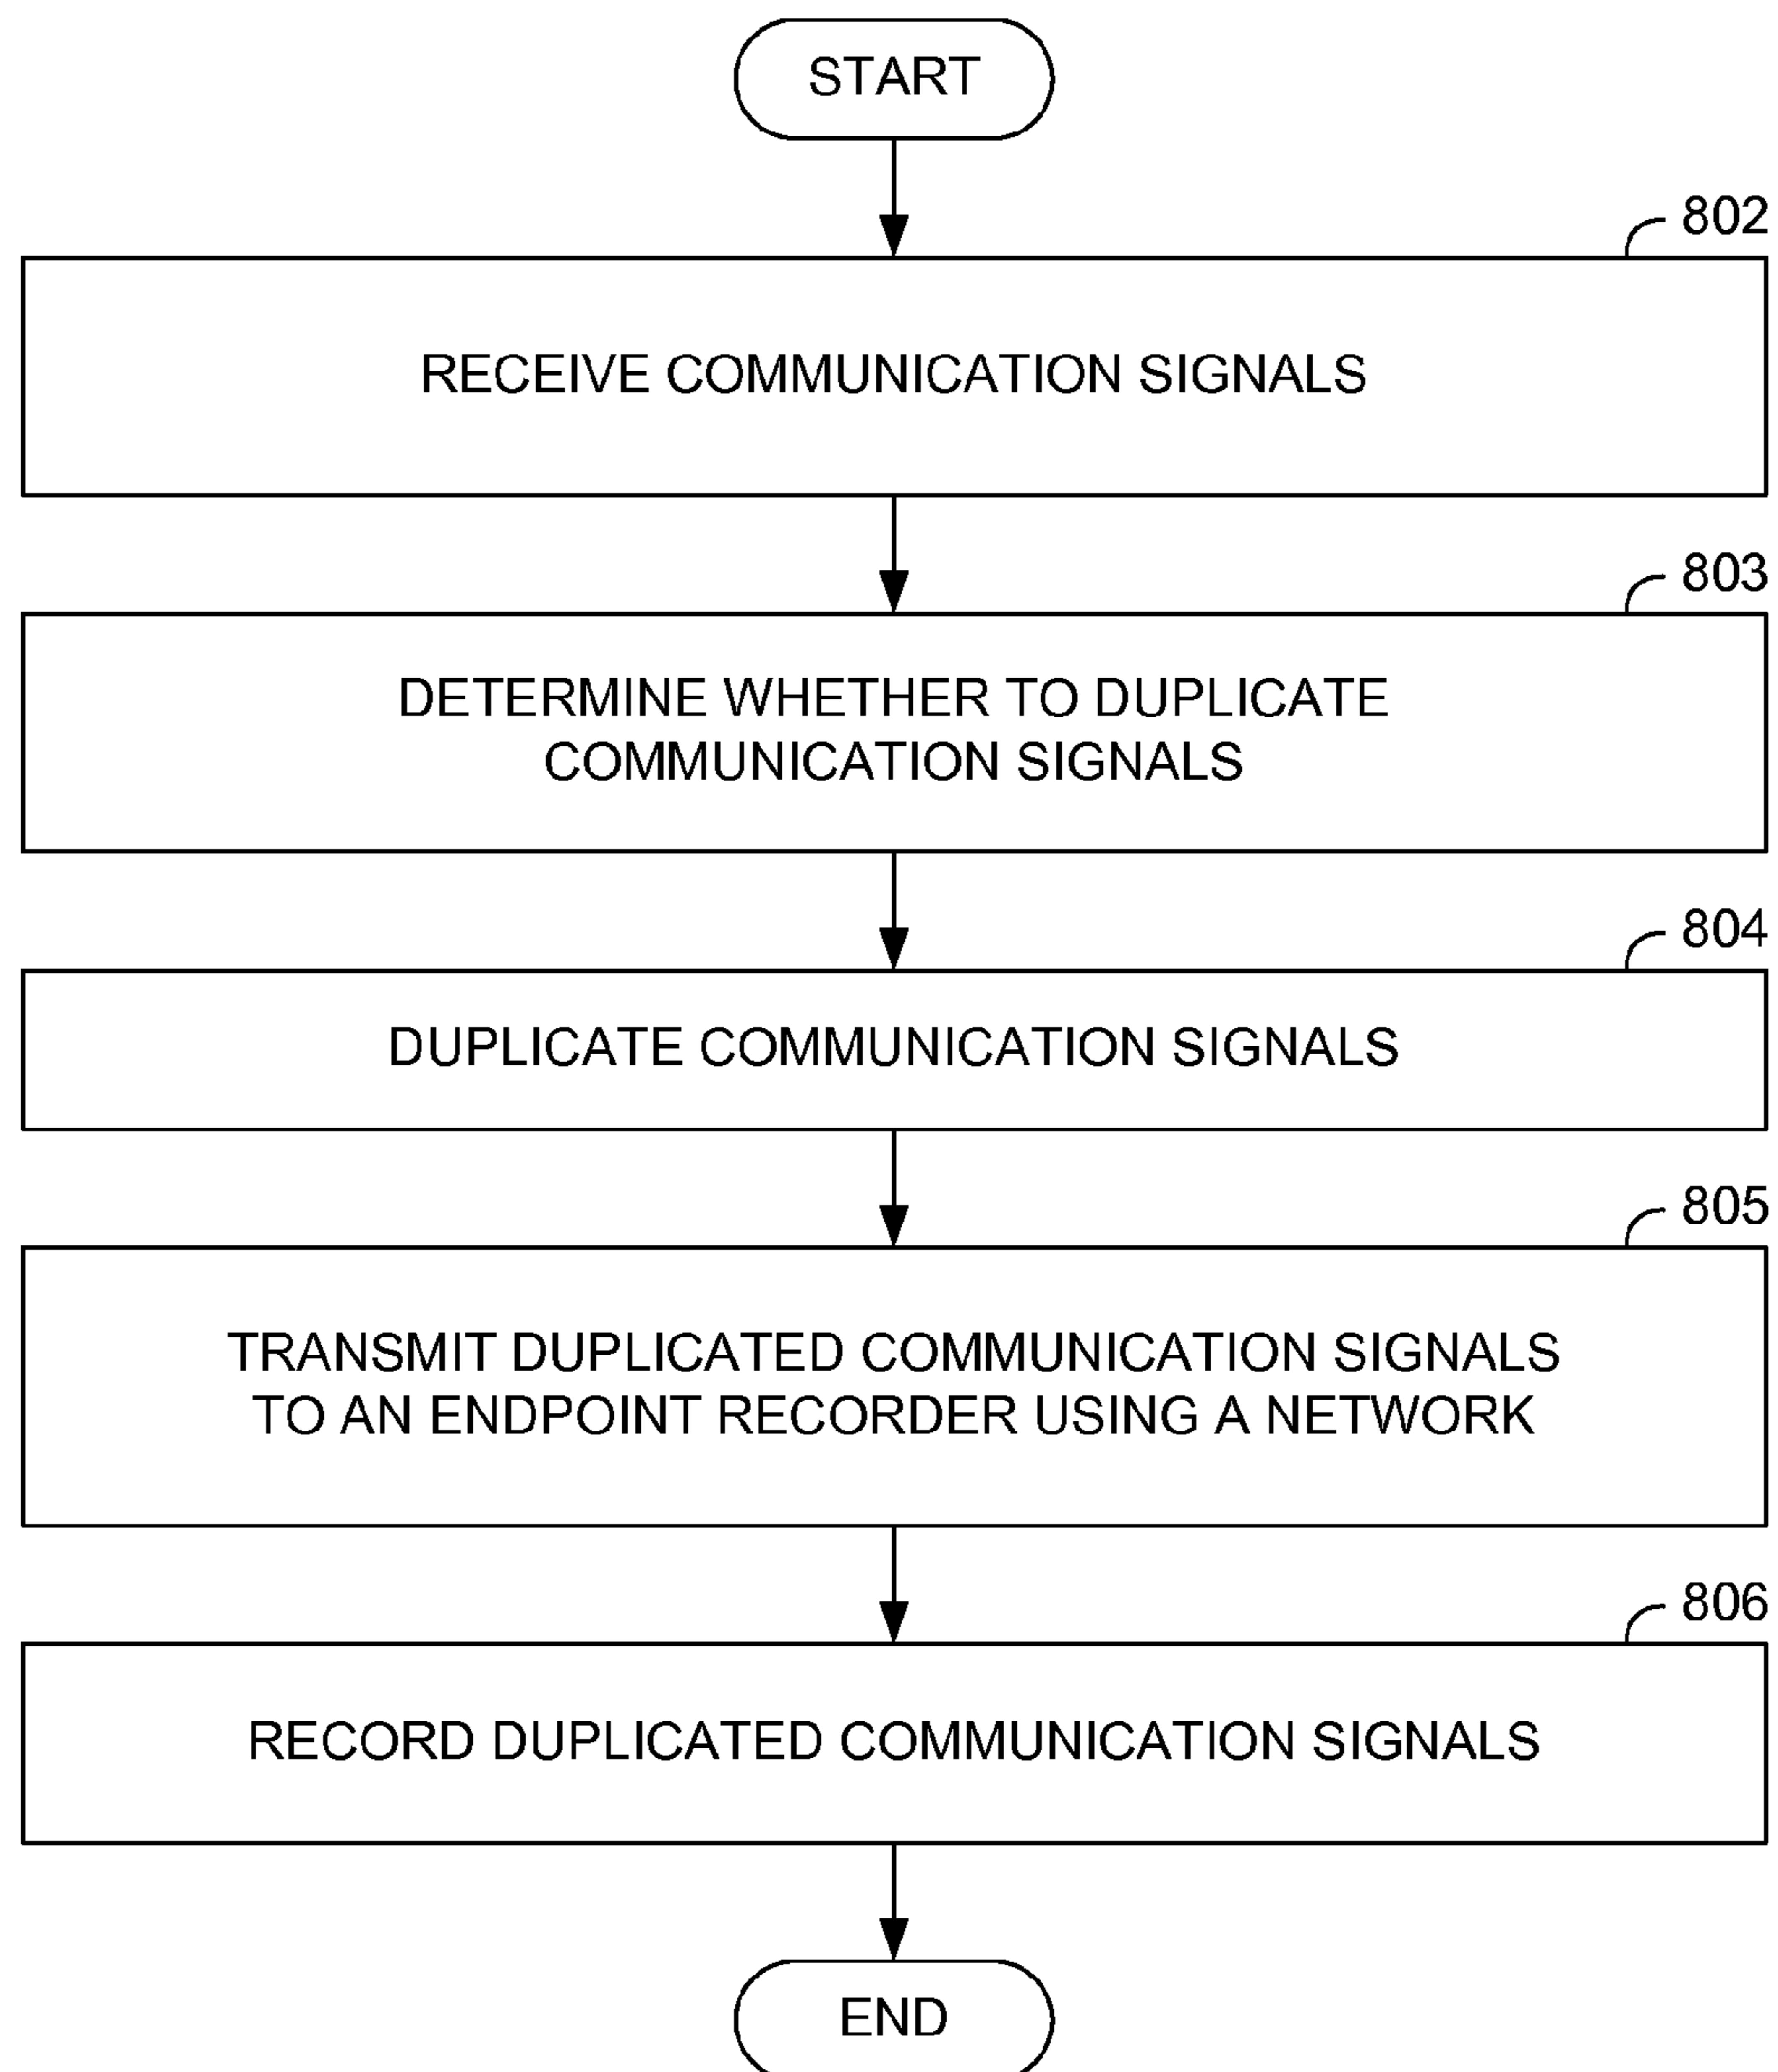 START
802
RECEIVE COMMUNICATION SIGNALS
803
DETERMINE WHETHER TO DUPLICATE
COMMUNICATION SIGNALS
804
DUPLICATE COMMUNICATION SIGNALS
805
TRANSMIT DUPLICATED COMMUNICATION SIGNALS
TO AN ENDPOINT RECORDER USING A NETWORK
806
RECORD DUPLICATED COMMUNICATION SIGNALS
END